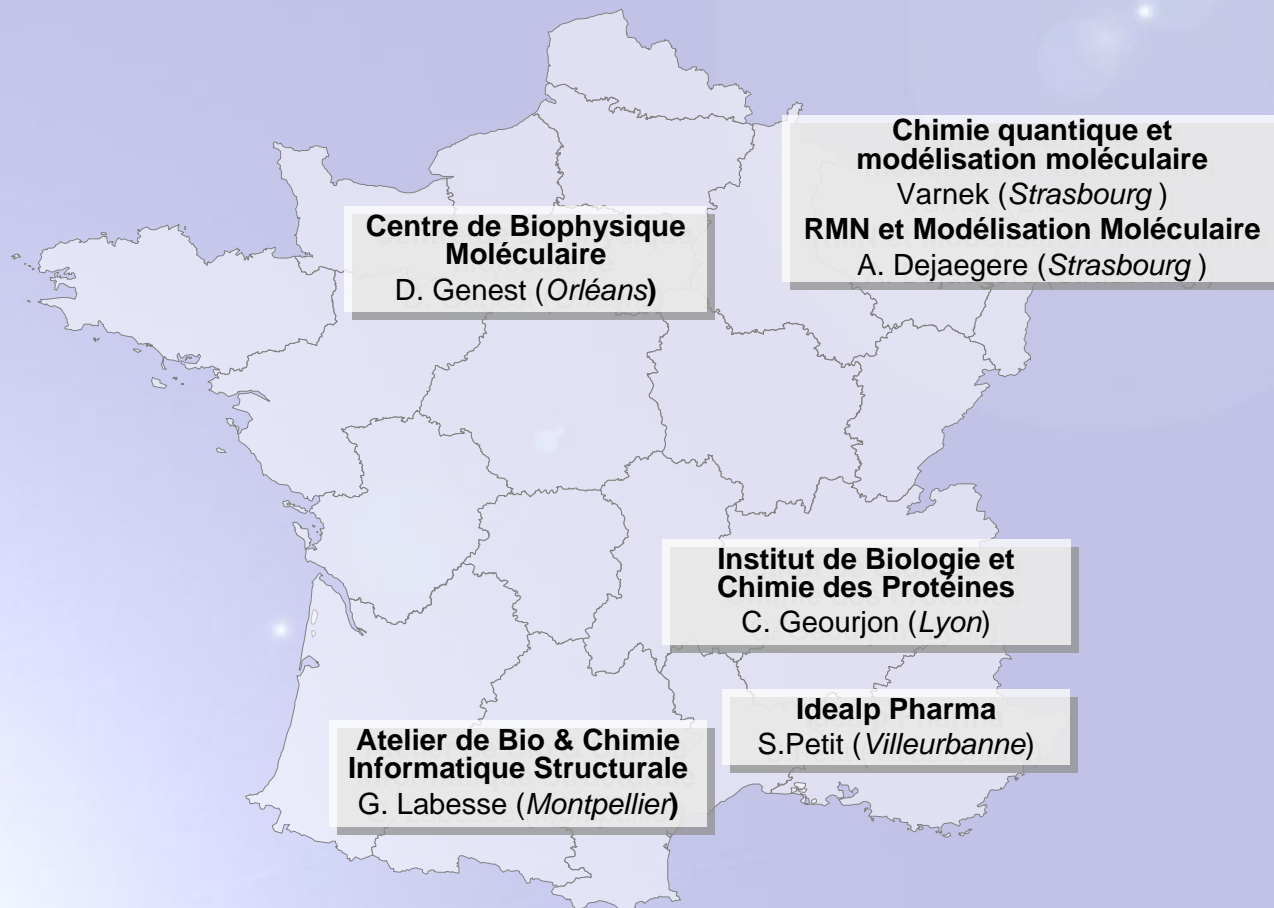 Chimie quantique et
modélisation moléculaire
Varnek (Strasbourg )
RMN et Modélisation Moléculaire
A. Dejaegere (Strasbourg )
Centre de Biophysique
Moléculaire
D. Genest (Orléans)
Institut de Biologie et
Chimie des Protéines
C. Geourjon (Lyon)
Idealp Pharma
S.Petit (Villeurbanne)
Atelier de Bio & Chimie
Informatique Structurale
G. Labesse (Montpellier)